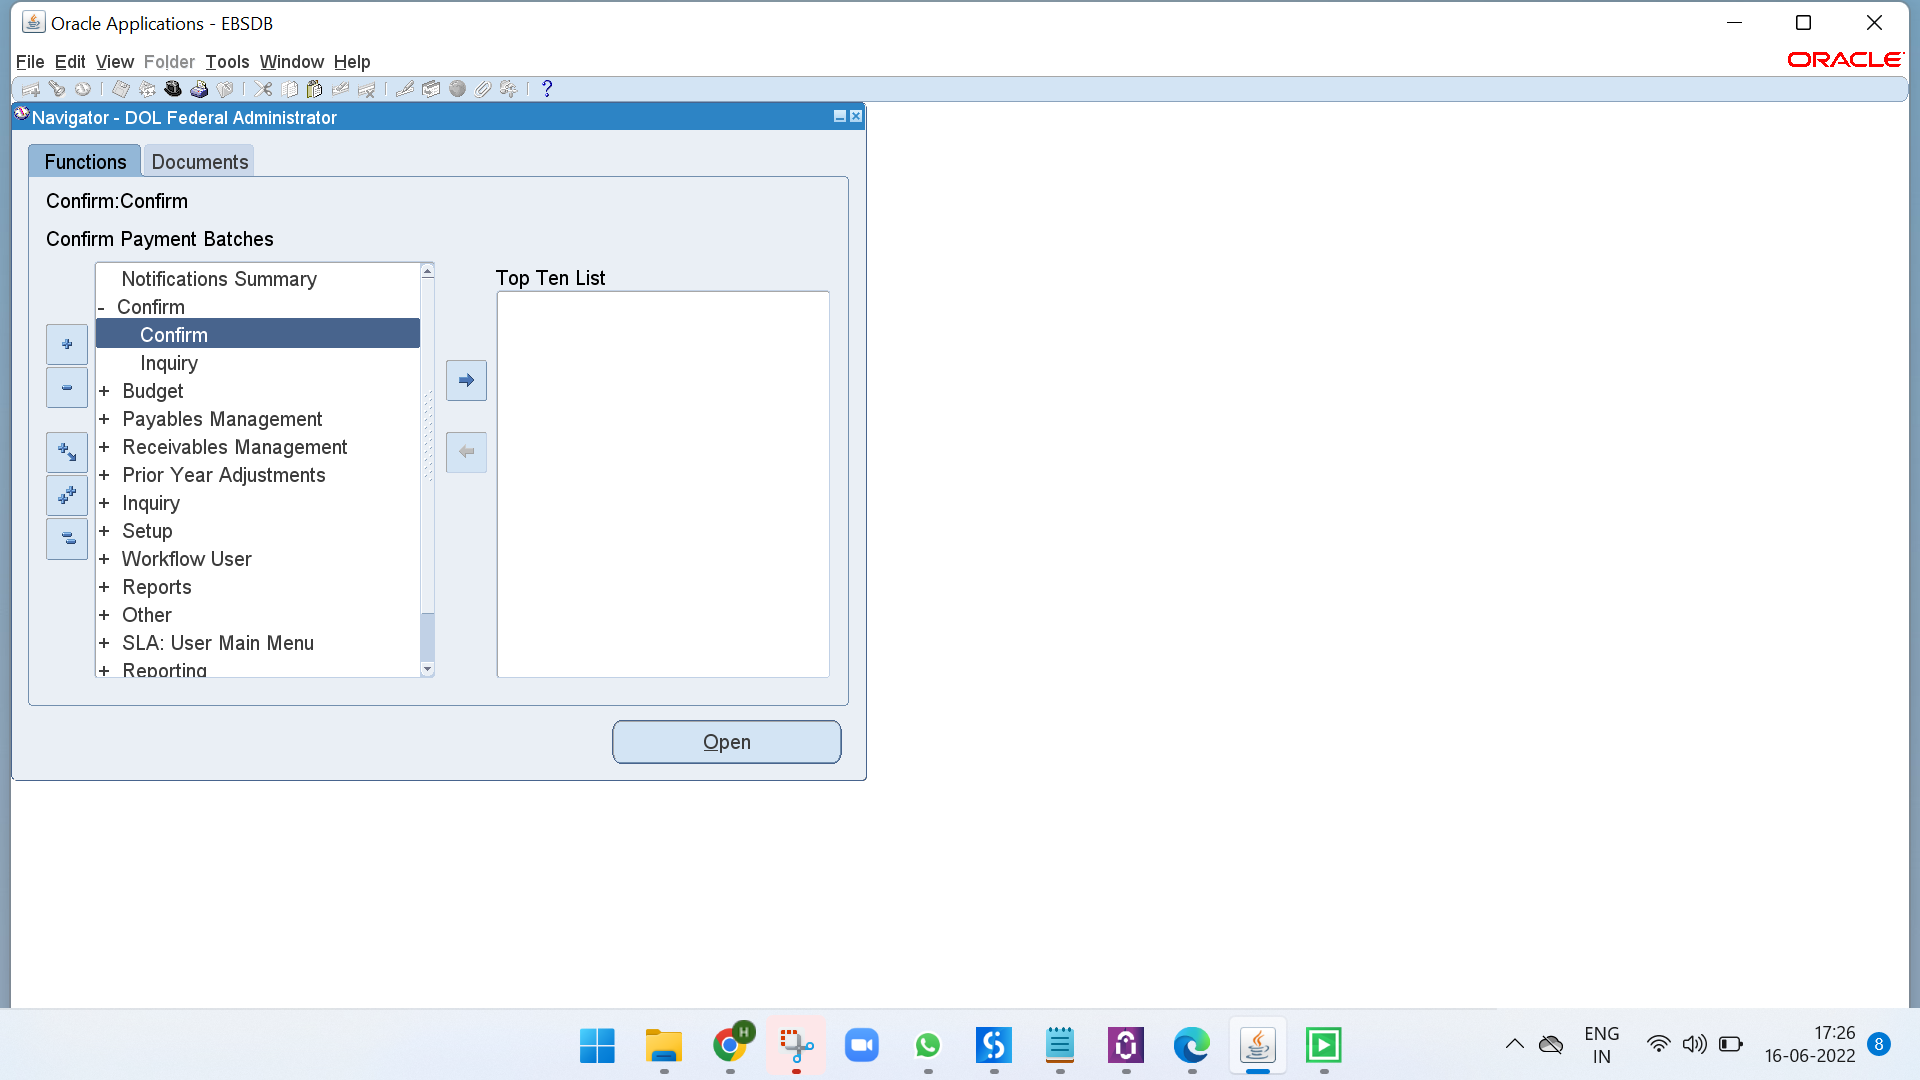 Oracle Applications - EBSDB
File Edit View Folder Tools Window Help
ORACLE
Navigator - DOL Federal Administrator
Functions Documents
Confirm:Confirm
Confirm Payment Batches
Notifications Summary
- Confirm
Confirm
Inquiry
+ Budget
+ Payables Management
+ Receivables Management
+ Prior Year Adjustments
+ Inquiry
+ Setup
+ Workflow User
+ Reports
+ Other
+ SLA: User Main Menu
+ Reporting
Top Ten List
Open
H
ENG
IN
17:26
16-06-2022
8